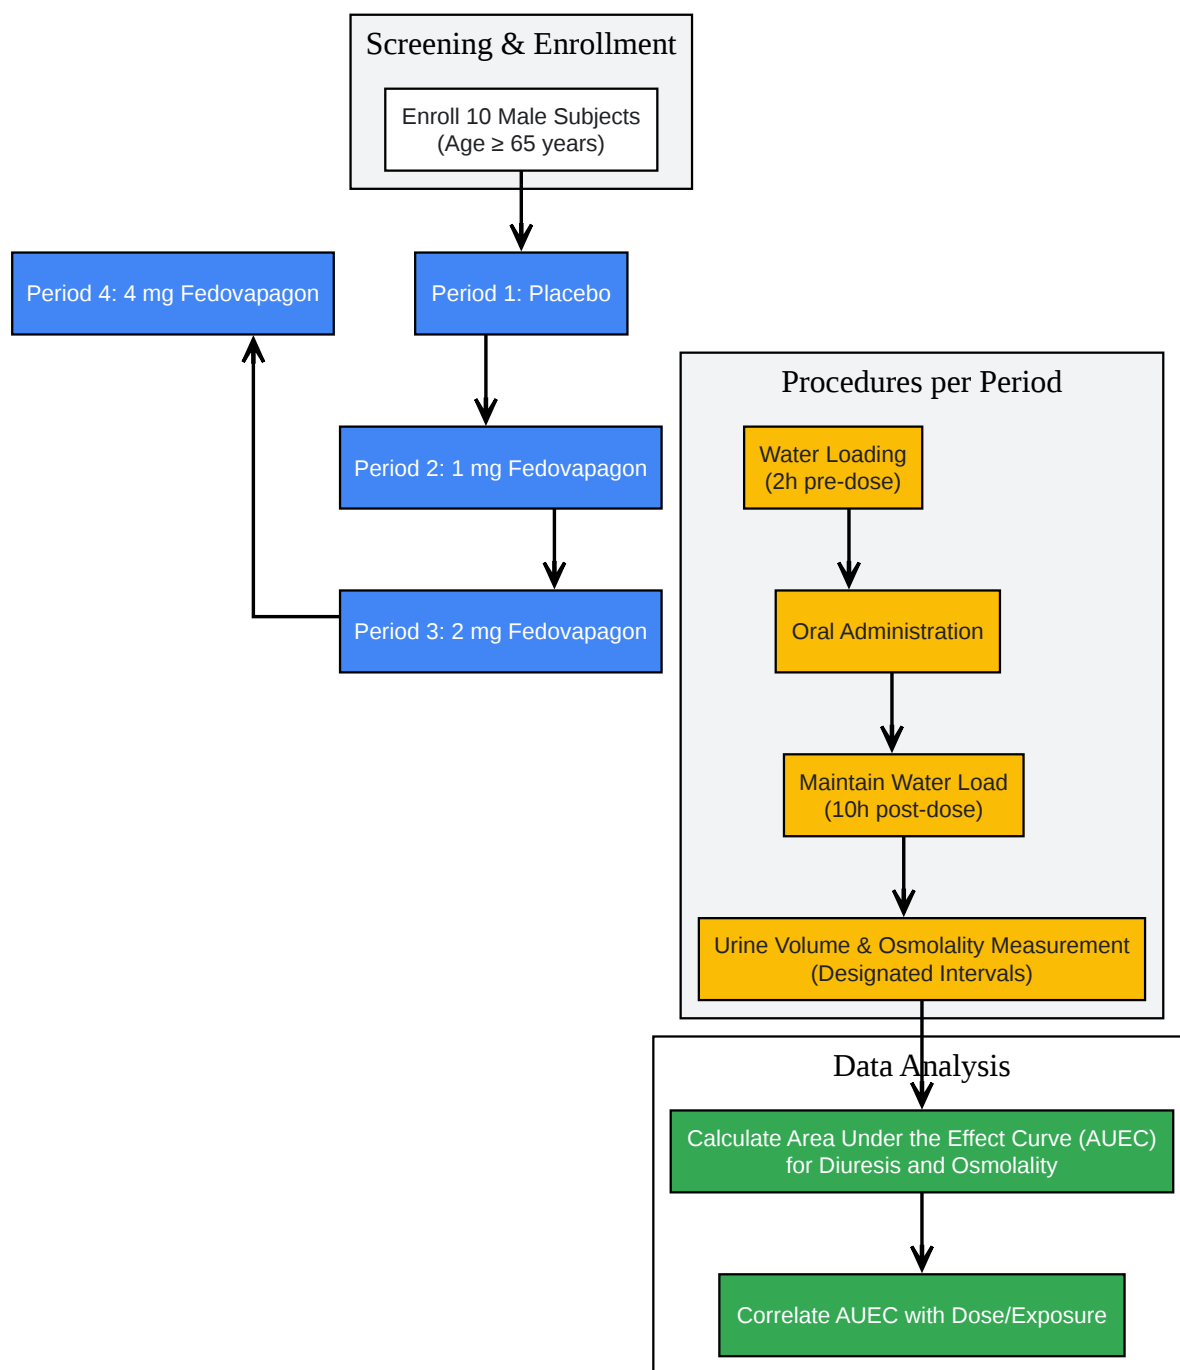 Screening & Enrollment
Enroll 10 Male Subjects
(Age ≥ 65 years)
Period 4: 4 mg Fedovapagon
Period 1: Placebo
Procedures per Period
Period 2: 1 mg Fedovapagon
Water Loading
(2h pre-dose)
Period 3: 2 mg Fedovapagon
Oral Administration
Maintain Water Load
(10h post-dose)
Urine Volume & Osmolality Measurement
(Designated Intervals)
Data Analysis
Calculate Area Under the Effect Curve (AUEC)
for Diuresis and Osmolality
Correlate AUEC with Dose/Exposure